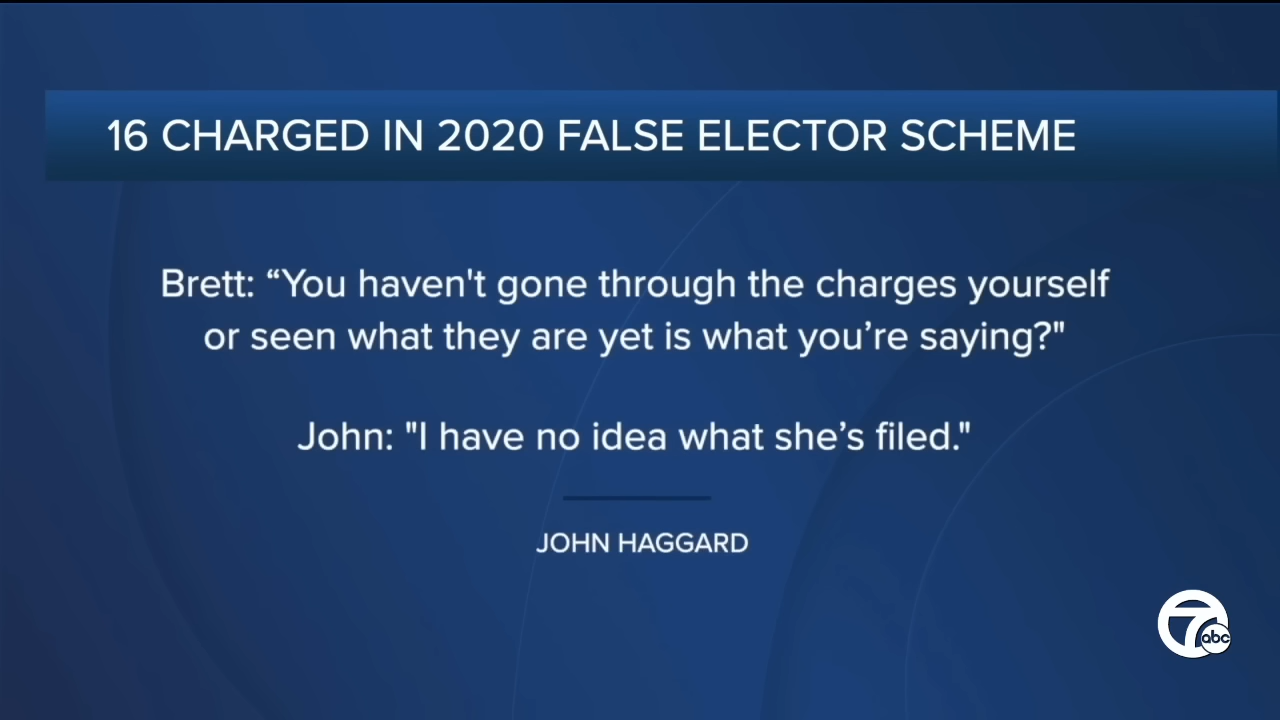 16 CHARGED IN 2020 FALSE ELECTOR SCHEME
Brett: “You haven't gone through the charges yourself
or seen what they are yet is what you’re saying?"
John: "I have no idea what she’s filed."
JOHN HAGGARD
7
abc